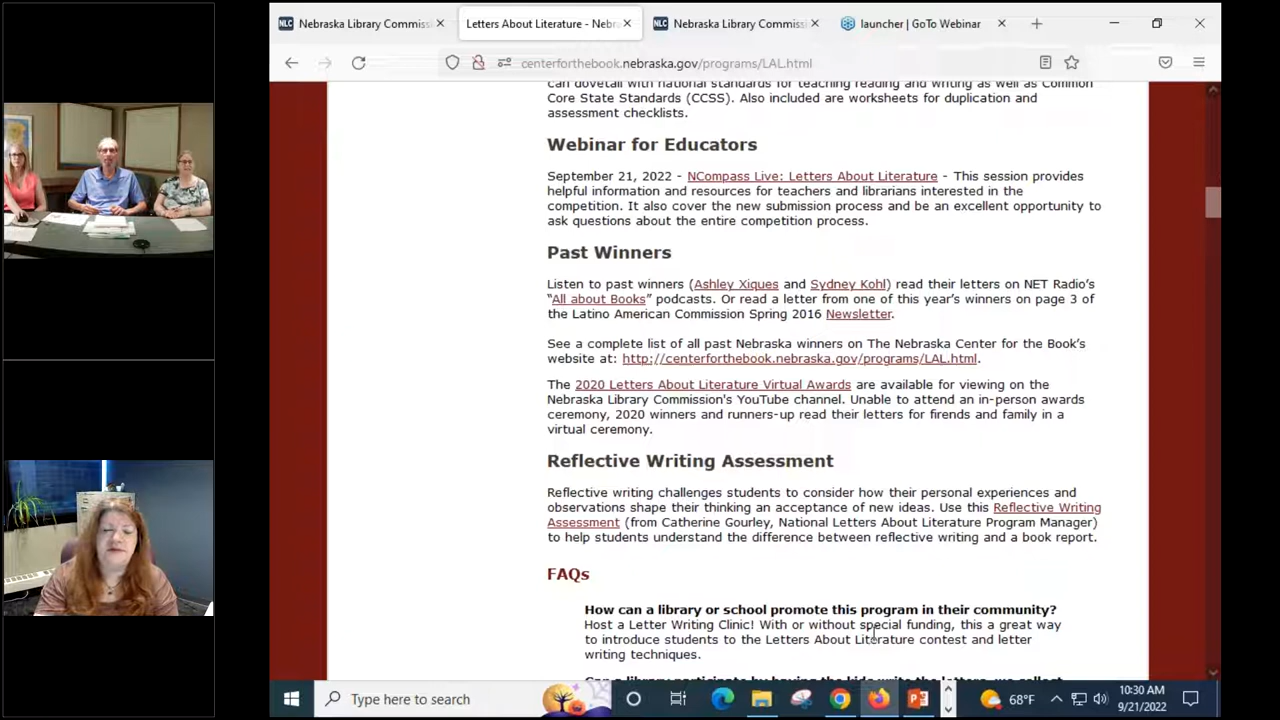 Nebraska Library Commiss
Letters About Literature - Nebr
Nebraska Library Commiss
launcher | GoTo Webinar
centerforthebook.nebraska.gov/programs/LAL.html
can dovetail with national standards for teaching reading and writing as well as Common
Core State Standards (CCSS). Also included are worksheets for duplication and
assessment checklists.
Webinar for Educators
September 21, 2022 - NCompass Live: Letters About Literature - This session provides
helpful information and resources for teachers and librarians interested in the
competition. It also cover the new submission process and be an excellent opportunity to
ask questions about the entire competition process.
Past Winners
Listen to past winners (Ashley Xiques and Sydney Kohl) read their letters on NET Radio's
“All about Books” podcasts. Or read a letter from one of this year's winners on page 3 of
the Latino American Commission Spring 2016 Newsletter.
See a complete list of all past Nebraska winners on The Nebraska Center for the Book's
website at: http;//centerforthebook.nebraska.gov/programs/LAL.html.
The 2020 Letters About Literature Virtual Awards are available for viewing on the
Nebraska Library Commission's YouTube channel. Unable to attend an in-person awards
ceremony, 2020 winners and runners-up read their letters for firends and family in a
virtual ceremony.
Reflective Writing Assessment
Reflective writing challenges students to consider how their personal experiences and
observations shape their thinking an acceptance of new ideas. Use this Reflective Writing
Assessment (from Catherine Gourley, National Letters About Literature Program Manager)
to help students understand the difference between reflective writing and a book report.
FAQs
How can a library or school promote this program in their community?
Host a Letter Writing Clinic! With or without special funding, this a great way
to introduce students to the Letters About Literature contest and letter
writing techniques.
Can a library participate by having the kids write the letters, we collect
Type here to search
68°F
10:30 AM
9/21/2022